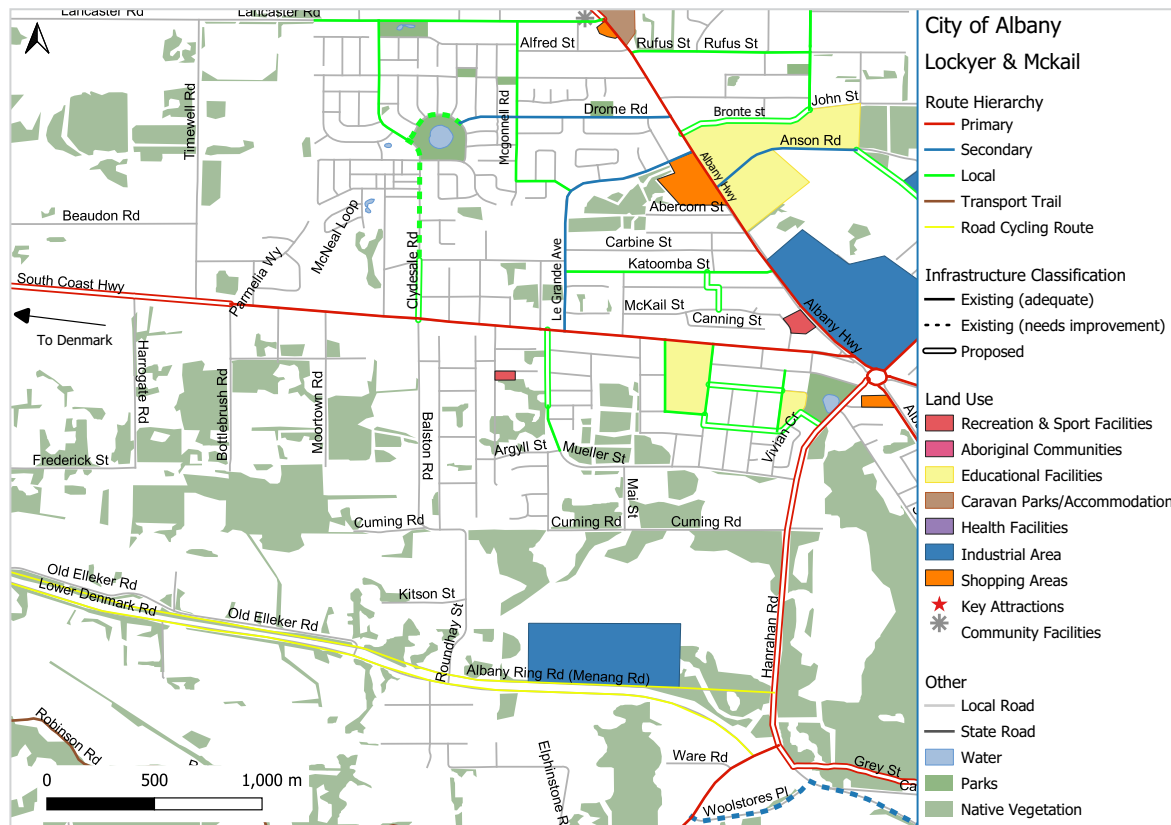 Lancaster Rd
Lancaster Rd
Alfred St
Rufus St
Rufus St
Timewell Rd
Mcgonnell Rd
Drome Rd
Bronte st
John St
Anson Rd
Albany Hwy
Beaudon Rd
McNeal Loop
Abercorn St
Carbine St
Katoomba St
Clydesale Rd
Le Grande Ave
South Coast Hwy
Parmelia Wy
McKail St
Canning St
Albany Hwy
To Denmark
Harrogate Rd
Bottlebrush Rd
Moortown Rd
Balston Rd
Argyll St
Mueller St
Vivian Cr
Frederick St
Mai St
Cuming Rd
Cuming Rd
Cuming Rd
Old Elleker Rd
Lower Denmark Rd
Old Elleker Rd
Kitson St
Roundhay St
Hanrahan Rd
Albany Ring Rd (Menang Rd)
Robinson Rd
Elphinstone R
Ware Rd
Grey St
Ca
Woolstores Pl
0 500 1,000 m
City of Albany
Lockyer & Mckail
Route Hierarchy
Primary
Secondary
Local
Transport Trail
Road Cycling Route
Infrastructure Classification
Existing (adequate)
Existing (needs improvement)
Proposed
Land Use
Recreation & Sport Facilities
Aboriginal Communities
Educational Facilities
Caravan Parks/Accommodation
Health Facilities
Industrial Area
Shopping Areas
Key Attractions
Community Facilities
Other
Local Road
State Road
Water
Parks
Native Vegetation